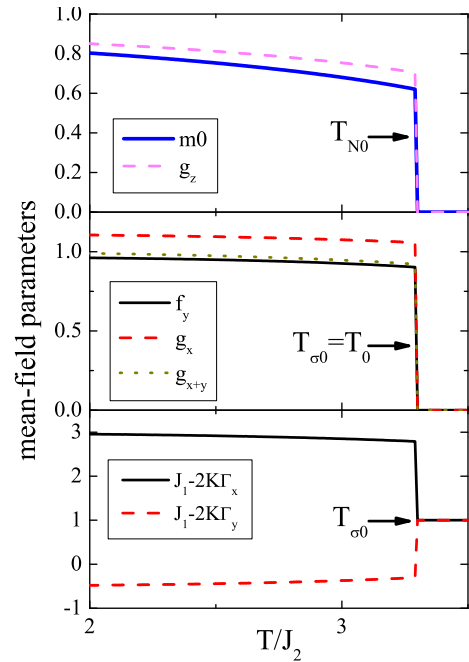 1.0
0.8
0.6
0.4
0.2
0.0
m0
g_z
T_N0
1.0
0.5
0.0
f_y
g_x
g_x+y
T_σ0=T_0
3
2
1
0
-1
J_1-2KΓ_x
J_1-2KΓ_y
T_σ0
2
3
T/J_2
mean-field parameters